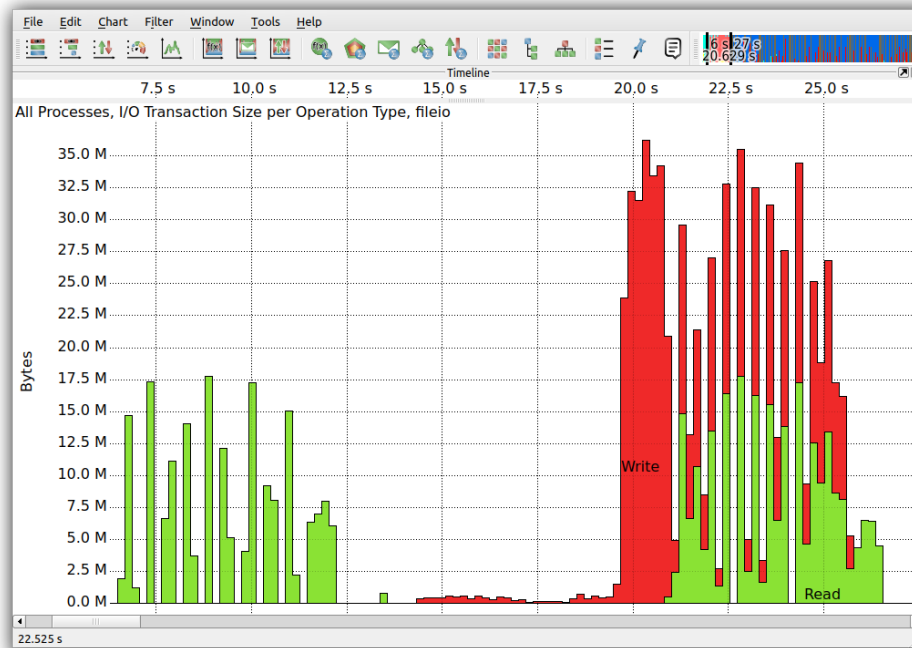 File Edit Chart Filter Window Tools Help
6 s 27 s
20.629 s
Timeline
7.5 s 10.0 s 12.5 s 15.0 s 17.5 s 20.0 s 22.5 s 25.0 s
All Processes, I/O Transaction Size per Operation Type, fileio
35.0 M
32.5 M
30.0 M
27.5 M
25.0 M
22.5 M
20.0 M
17.5 M
15.0 M
12.5 M
10.0 M
7.5 M
5.0 M
2.5 M
0.0 M
Bytes
Write
Read
22.525 s